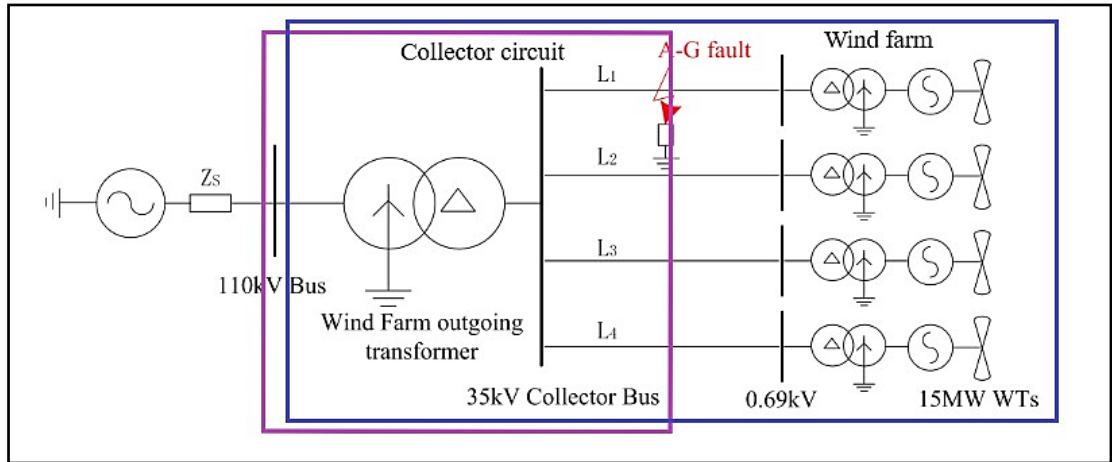 Collector circuit
A-G fault
Wind farm
L1
L2
Zs
L3
110kV Bus
Wind Farm outgoing
transformer
L4
35kV Collector Bus
0.69kV
15MW WTs